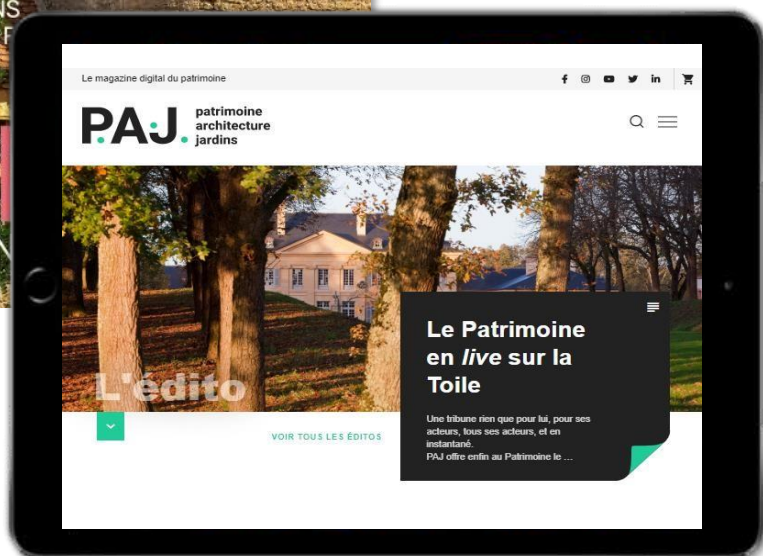 NS
Le magazine digital du patrimoine
PAJ.
patrimoine
architecture
jardins
L'édito
Le Patrimoine
en live sur la
Toile
Une tribune rien que pour lui, pour ses
acteurs, tous ses acteurs, et en
instantané.
PAJ offre enfin au Patrimoine le ...
VOIR TOUS LES ÉDITOS